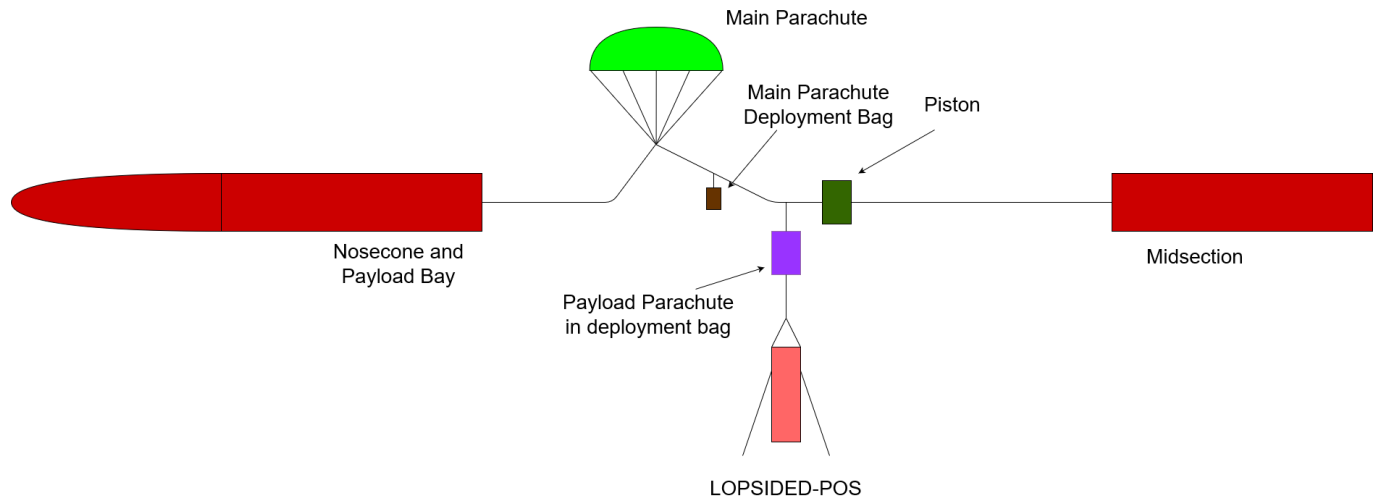 Main Parachute
Main Parachute
Deployment Bag
Piston
Nosecone and
Payload Bay
Midsection
Payload Parachute
in deployment bag
LOPSIDED-POS